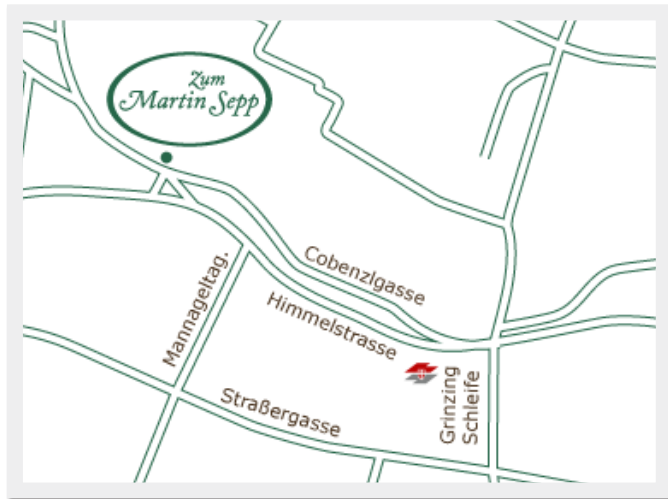 Zum
Martin Sepp
Cobenzlgasse
Mannageltag.
Himmelstrasse
Straßergasse
Grinzing
Schleife